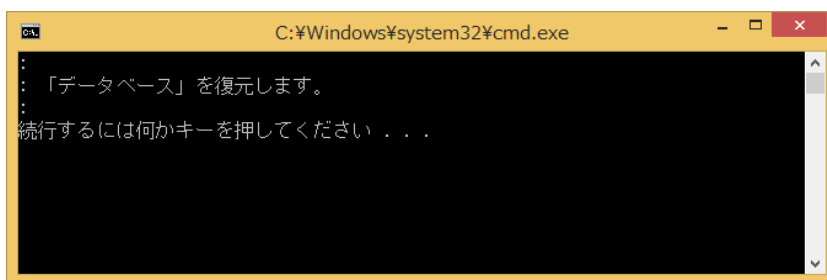 C:¥Windows¥system32¥cmd.exe
:
: 「データベース」を復元します。
:
続行するには何かキーを押してください . . .